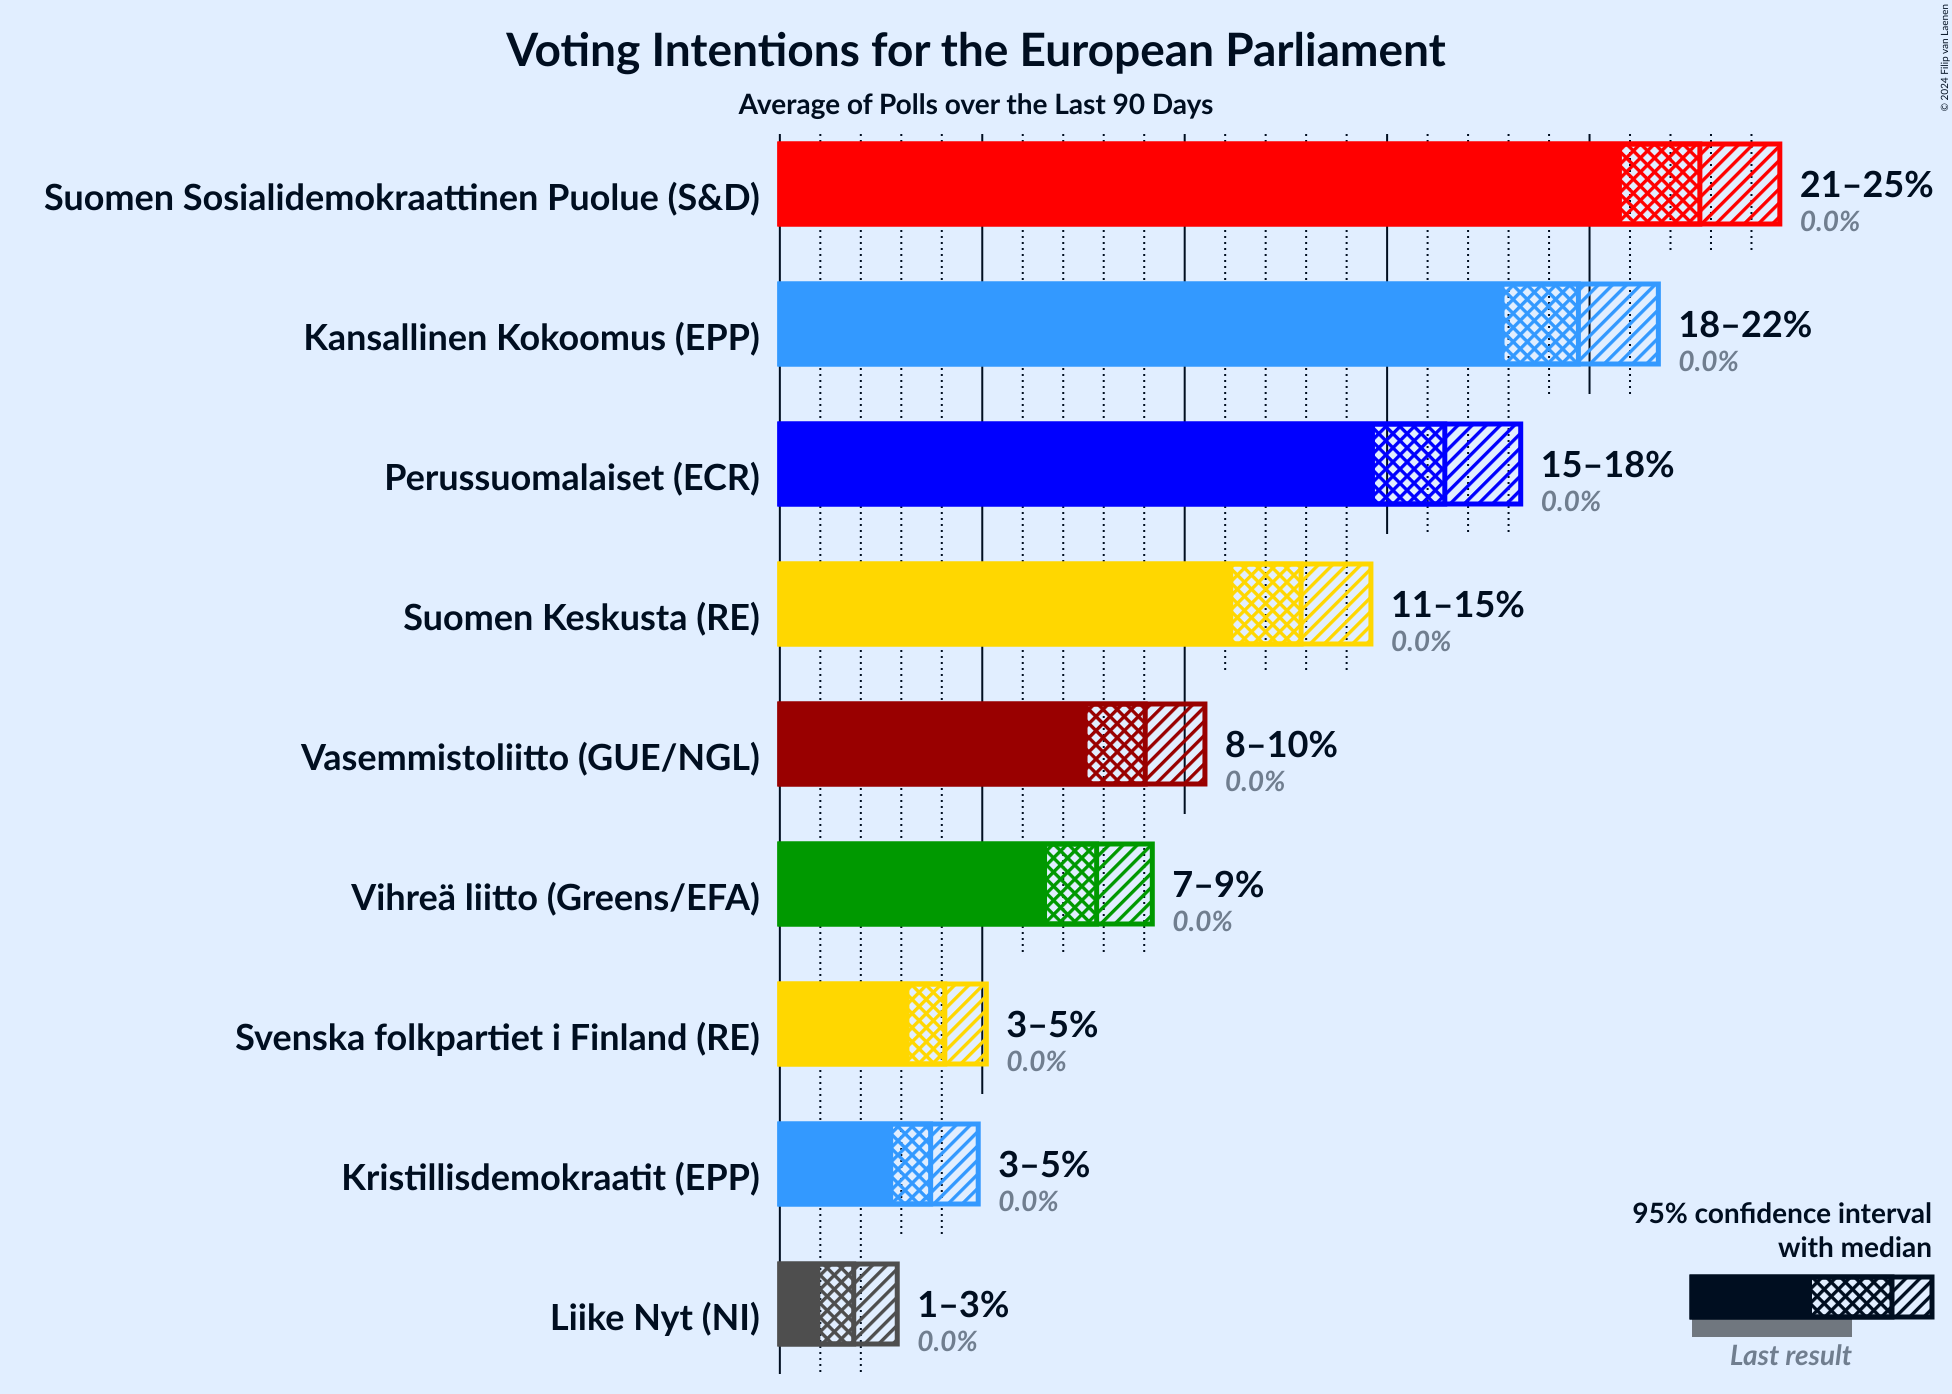 Voting Intentions for the European Parliament
Average of Polls over the Last 90 Days
© 2024 Filip van Laenen
Suomen Sosialidemokraattinen Puolue (S&D)
21–25%
0.0%
Kansallinen Kokoomus (EPP)
18–22%
0.0%
Perussuomalaiset (ECR)
15–18%
0.0%
Suomen Keskusta (RE)
11–15%
0.0%
Vasemmistoliitto (GUE/NGL)
8–10%
0.0%
Vihreä liitto (Greens/EFA)
7–9%
0.0%
Svenska folkpartiet i Finland (RE)
3–5%
0.0%
Kristillisdemokraatit (EPP)
3–5%
0.0%
Liike Nyt (NI)
1–3%
0.0%
95% confidence interval
with median
Last result